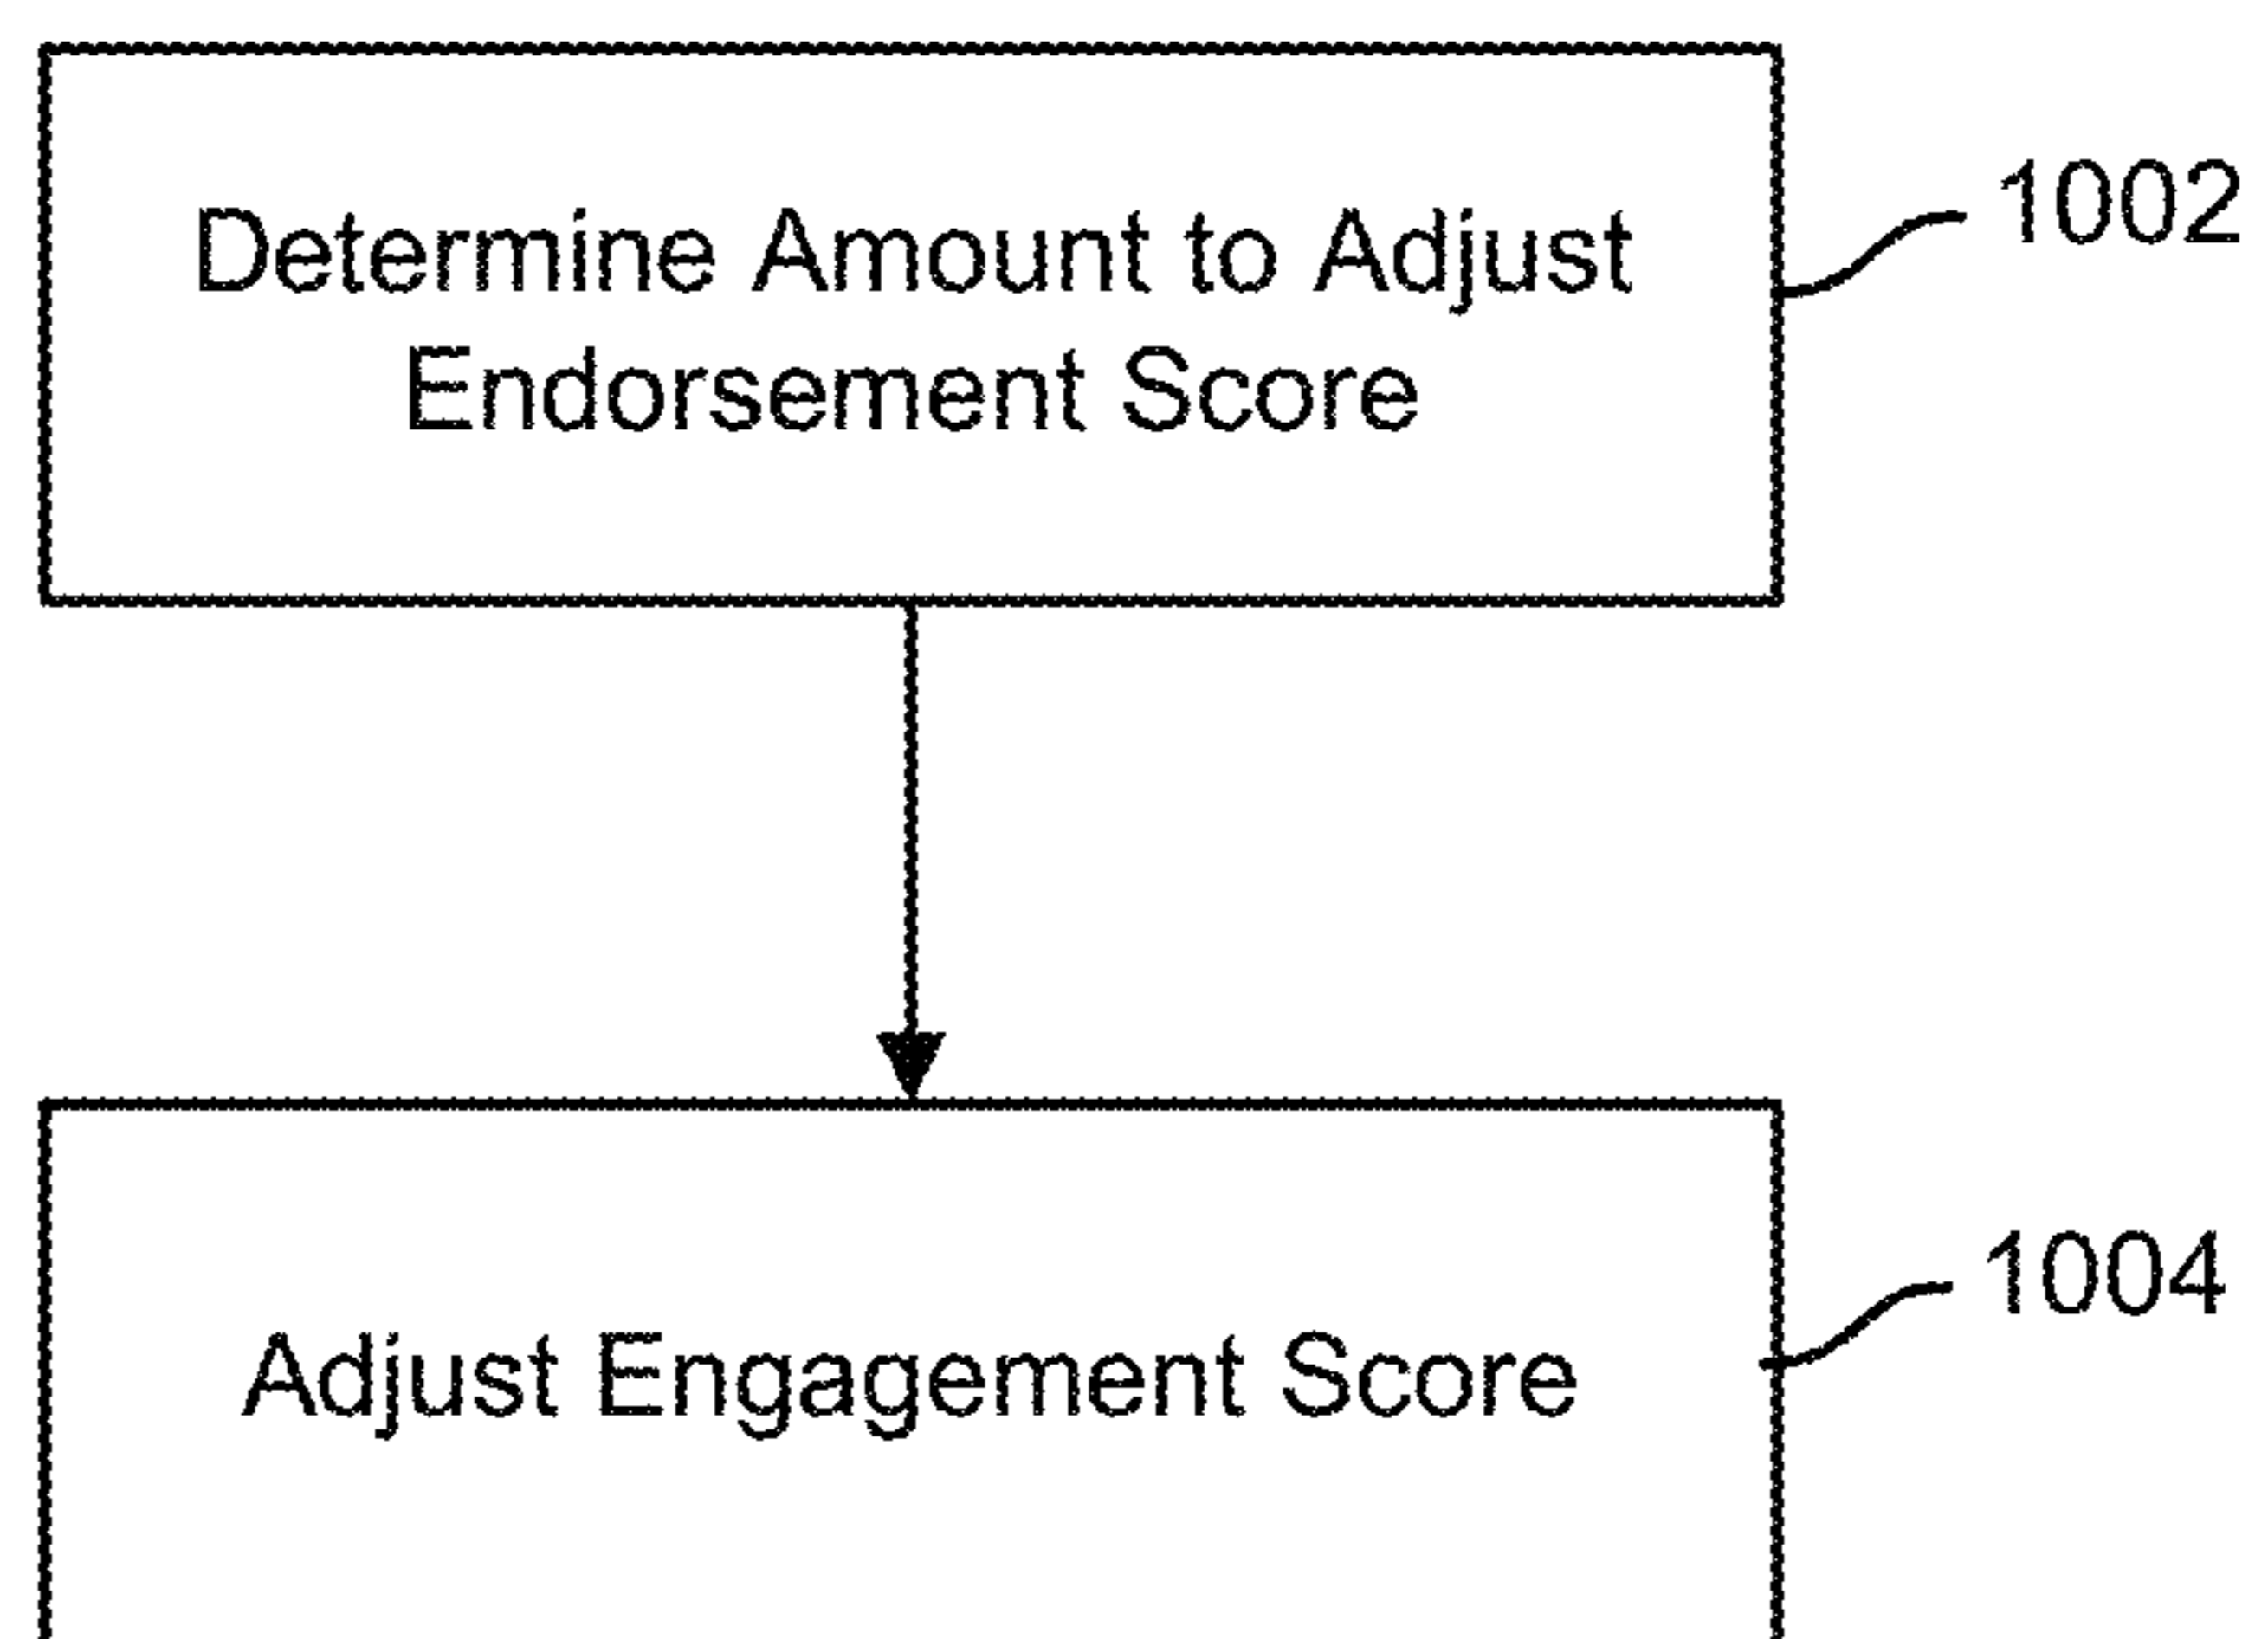 Determine Amount to Adjust
Endorsement Score
1002
Adjust Engagement Score
1004